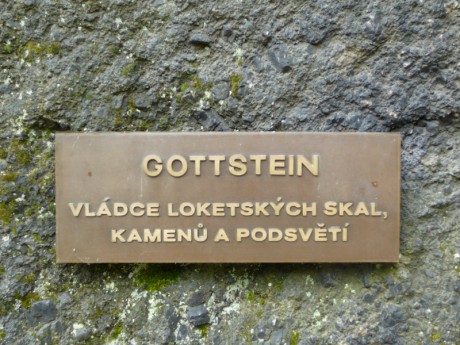 GOTTSTEIN
VLÁDCE LOKETSKÝCH SKAL,
KAMENŮ A PODSVĚTÍ